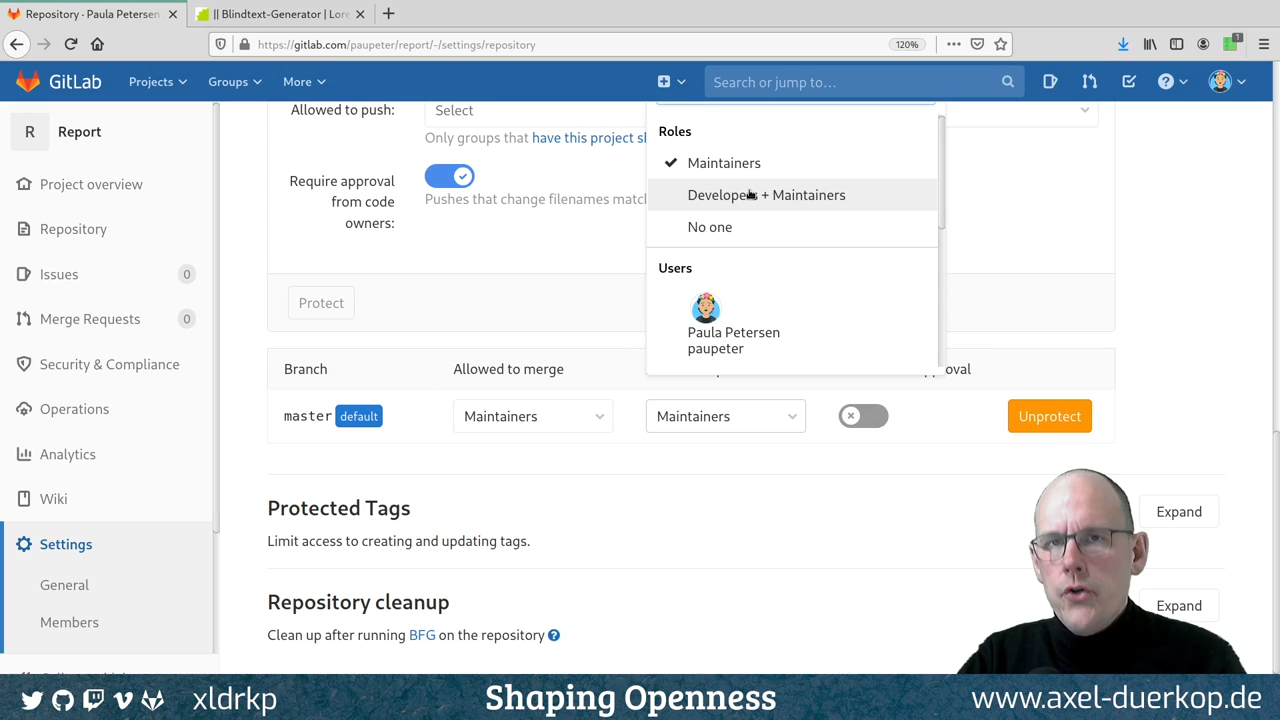 Repository · Paula Petersen
|| Blindtext-Generator | Lore
https://gitlab.com/paupeter/report/-/settings/repository
120%
1
GitLab
Projects
Groups
More
Search or jump to...
R
Report
Project overview
Repository
Issues
0
Merge Requests
0
Security & Compliance
Operations
Analytics
Wiki
Settings
General
Members
Allowed to push:
Select
Only groups that have this project sh
Require approval
from code
owners:
Pushes that change filenames match
Roles
Maintainers
Developers + Maintainers
No one
Users
Paula Petersen
paupeter
Protect
Branch
Allowed to merge
oval
master
default
Maintainers
Maintainers
Unprotect
Protected Tags
Limit access to creating and updating tags.
Expand
Repository cleanup
Clean up after running BFG on the repository
Expand
xldrkp
Shaping Openness
www.axel-duerkop.de